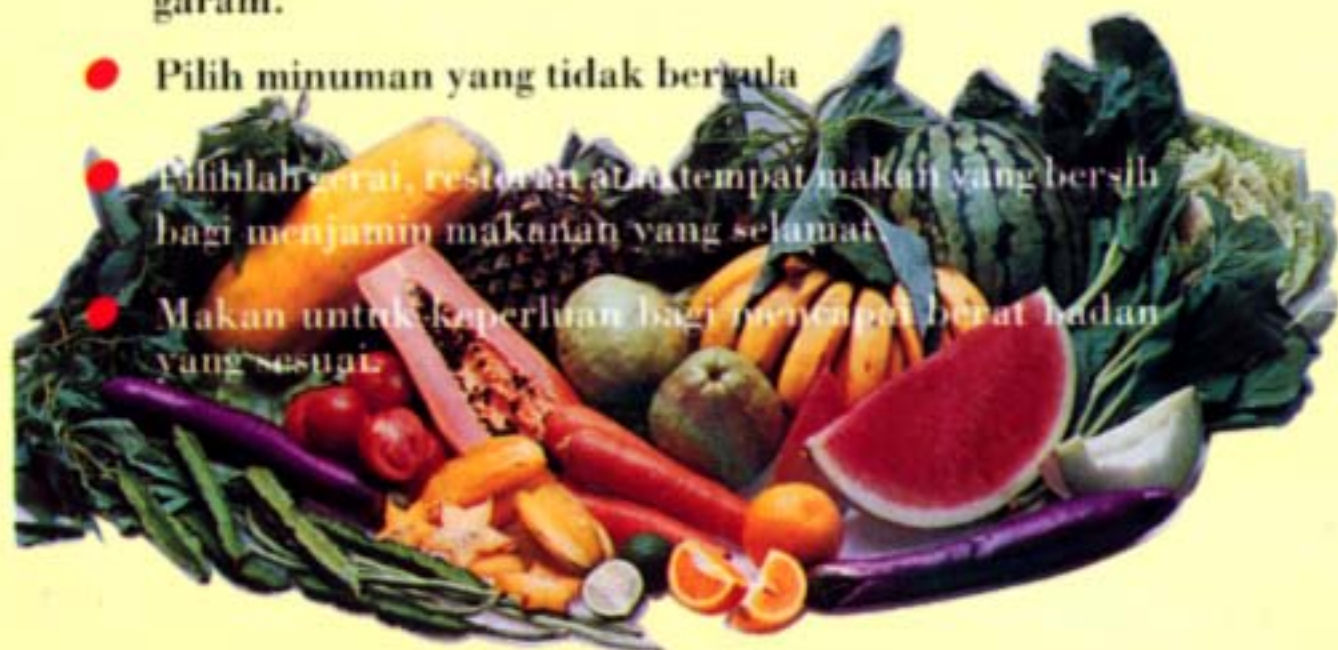 garam.
Pilih minuman yang tidak bergula
Pilihlah gerai, restoran atau tempat makan yang bersih
bagi menjamin makanan yang selamat.
Makan untuk keperluan bagi mencapai berat badan
yang sesuai.